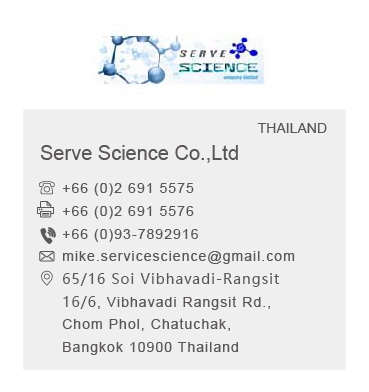 SERVE
SCIENCE
company limited
THAILAND
Serve Science Co.,Ltd
+66 (0)2 691 5575
+66 (0)2 691 5576
+66 (0)93-7892916
mike.servicescience@gmail.com
65/16 Soi Vibhavadi-Rangsit
16/6, Vibhavadi Rangsit Rd.,
Chom Phol, Chatuchak,
Bangkok 10900 Thailand